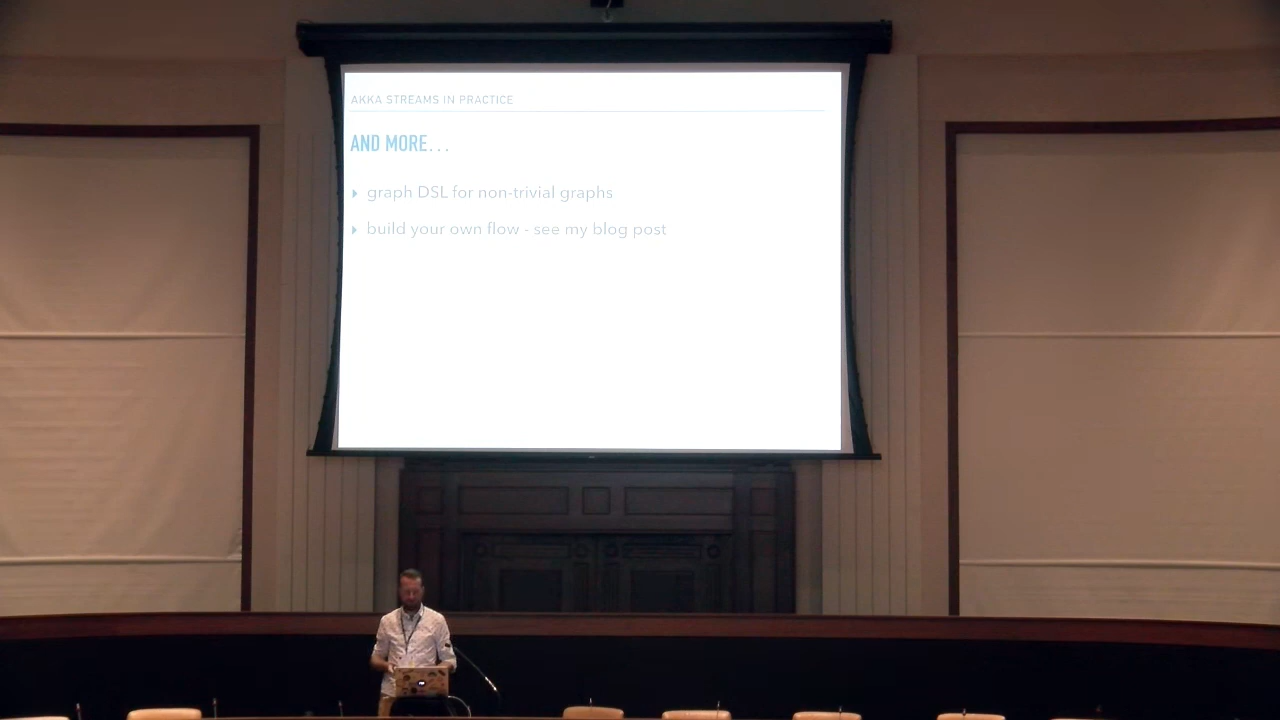 AKKA STREAMS IN PRACTICE
AND MORE...
graph DSL for non-trivial graphs
build your own flow - see my blog post